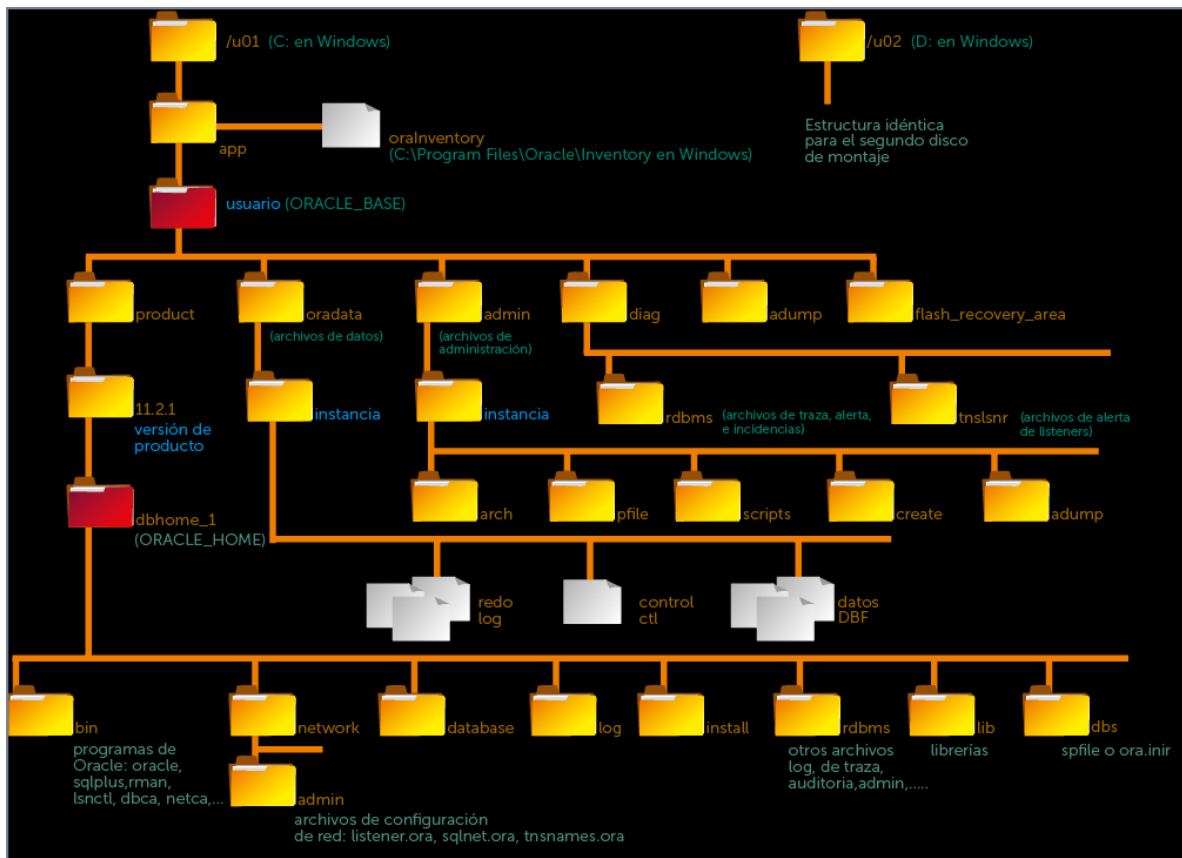 /u01 (C: en Windows)
/u02 (D: en Windows)
app
oraInventory
(C:\Program Files\Oracle\Inventory en Windows)
Estructura idéntica
para el segundo disco
de montaje
usuario (ORACLE_BASE)
product
oradata
(archivos de datos)
admin
(archivos de
administración)
diag
adump
flash_recovery_area
11.2.1
versión de
producto
instancia
instancia
rdbms
(archivos de traza, alerta,
e incidencias)
tnslsnr
(archivos de alerta
de listeners)
dbhome_1
(ORACLE_HOME)
arch
pfile
scripts
create
adump
redo
log
control
ctl
datos
DBF
bin
programas de
Oracle: oracle,
sqlplus,rman,
lsnctl, dbca, netca,...
network
admin
archivos de configuración
de red: listener.ora, sqlnet.ora, tnsnames.ora
database
log
install
rdbms
otros archivos
log, de traza,
auditoria,admin,.....
lib
librerías
dbs
spfile o ora.inir